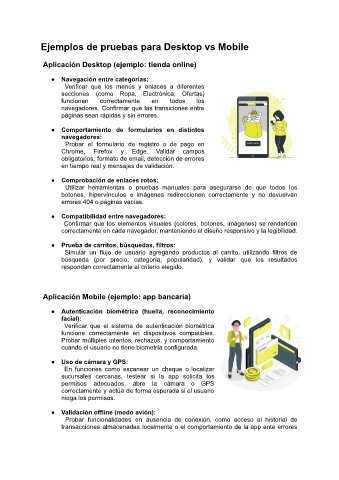 Ejemplos de pruebas para Desktop vs Mobile
Aplicación Desktop (ejemplo: tienda online)
● Navegación entre categorías:
Verificar que los menús y enlaces a diferentes
secciones (como Ropa, Electrónica, Ofertas)
funcionen correctamente en todos los
navegadores. Confirmar que las transiciones entre
páginas sean rápidas y sin errores.
● Comportamiento de formularios en distintos
navegadores:
Probar el formulario de registro o de pago en
Chrome, Firefox y Edge. Validar campos
obligatorios, formato de email, detección de errores
en tiempo real y mensajes de validación.
● Comprobación de enlaces rotos:
Utilizar herramientas o pruebas manuales para asegurarse de que todos los
botones, hipervínculos e imágenes redireccionen correctamente y no devuelvan
errores 404 o páginas vacías.
● Compatibilidad entre navegadores:
Confirmar que los elementos visuales (colores, botones, imágenes) se rendericen
correctamente en cada navegador, manteniendo el diseño responsivo y la legibilidad.
● Prueba de carritos, búsquedas, filtros:
Simular un flujo de usuario agregando productos al carrito, utilizando filtros de
búsqueda (por precio, categoría, popularidad), y validar que los resultados
respondan correctamente al criterio elegido.
Aplicación Mobile (ejemplo: app bancaria)
● Autenticación biométrica (huella, reconocimiento
facial):
Verificar que el sistema de autenticación biométrica
funcione correctamente en dispositivos compatibles.
Probar múltiples intentos, rechazos, y comportamiento
cuando el usuario no tiene biometría configurada.
● Uso de cámara y GPS:
En funciones como escanear un cheque o localizar
sucursales cercanas, testear si la app solicita los
permisos adecuados, abre la cámara o GPS
correctamente y actúa de forma esperada si el usuario
niega los permisos.
● Validación offline (modo avión):
Probar funcionalidades en ausencia de conexión, como acceso al historial de
transacciones almacenadas localmente o el comportamiento de la app ante errores